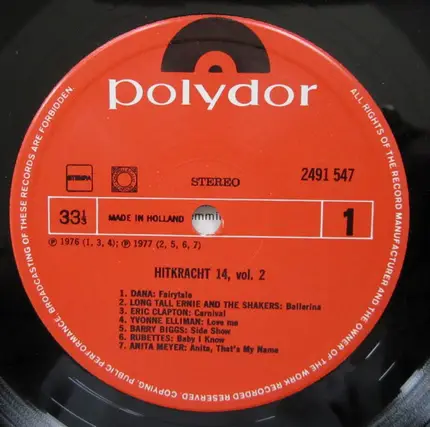 polydor
STEMRA
STEREO
2491 547
33⅓
MADE IN HOLLAND
1
℗ 1976 (1, 3, 4); ℗ 1977 (2, 5, 6, 7)
HITKRACHT 14, vol. 2
1. DANA: Fairytale
2. LONG TALL ERNIE AND THE SHAKERS: Ballerina
3. ERIC CLAPTON: Carnival
4. YVONNE ELLIMAN: Love me
5. BARRY BIGGS: Side Show
6. RUBETTES: Baby I Know
7. ANITA MEYER: Anita, That's My Name
ALL RIGHTS OF THE RECORD MANUFACTURER AND OF THE OWNER OF THE WORK RECORDED RESERVED. COPYING, PUBLIC PERFORMANCE, BROADCASTING OF THESE RECORDS ARE FORBIDDEN.